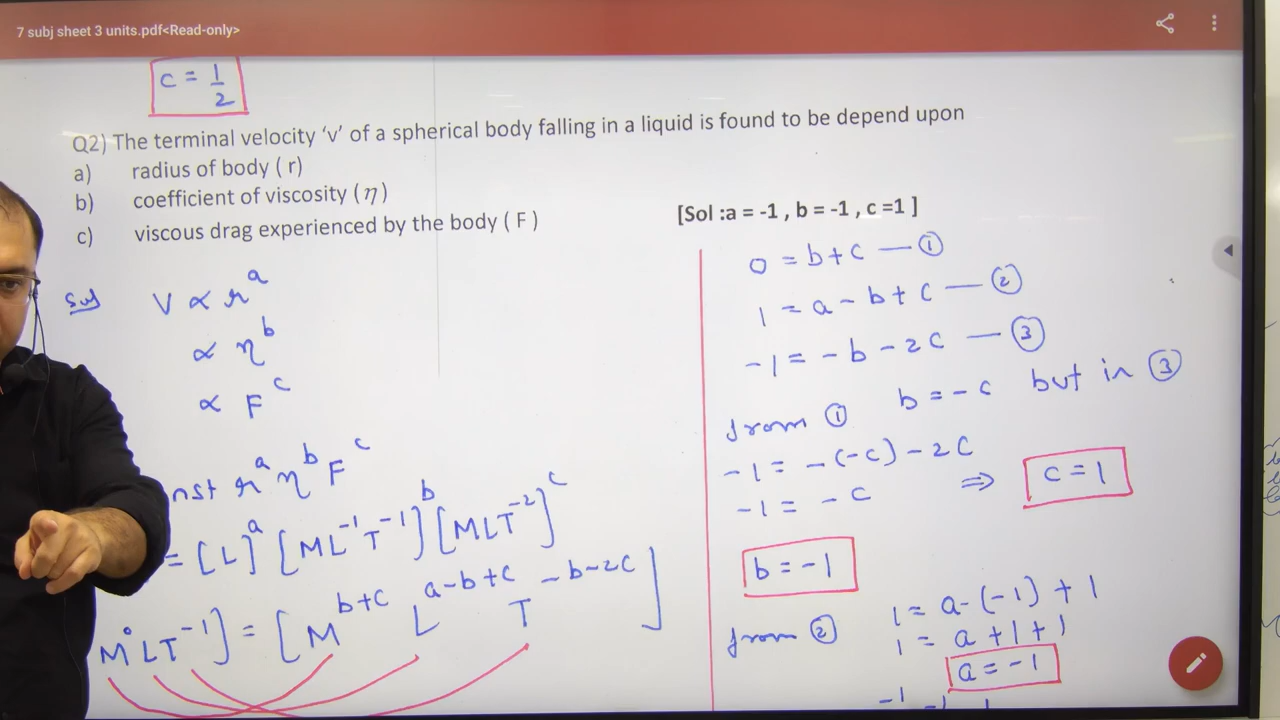 7 subj sheet 3 units.pdf<Read-only>
c = 1/2
Q2) The terminal velocity ‘v’ of a spherical body falling in a liquid is found to be depend upon
a) radius of body ( r)
b) coefficient of viscosity ( η )
c) viscous drag experienced by the body ( F )
[Sol :a = -1 , b = -1 , c =1 ]
Sol V ∝ r^a
∝ η^b
∝ F^c
nst r^a η^b F^c
= [L]^a [ML^-1 T^-1]^b [MLT^-2]^c
M^0 L T^-1] = [M^b+c L^a-b+c T^-b-2c]
0 = b+c — ①
1 = a - b + c — ②
-1 = -b - 2c — ③
from ① b = -c but in ③
-1 = -(-c) - 2c
-1 = -c ⇒ c = 1
b = -1
from ② 1 = a-(-1) + 1
1 = a + 1 + 1
a = -1